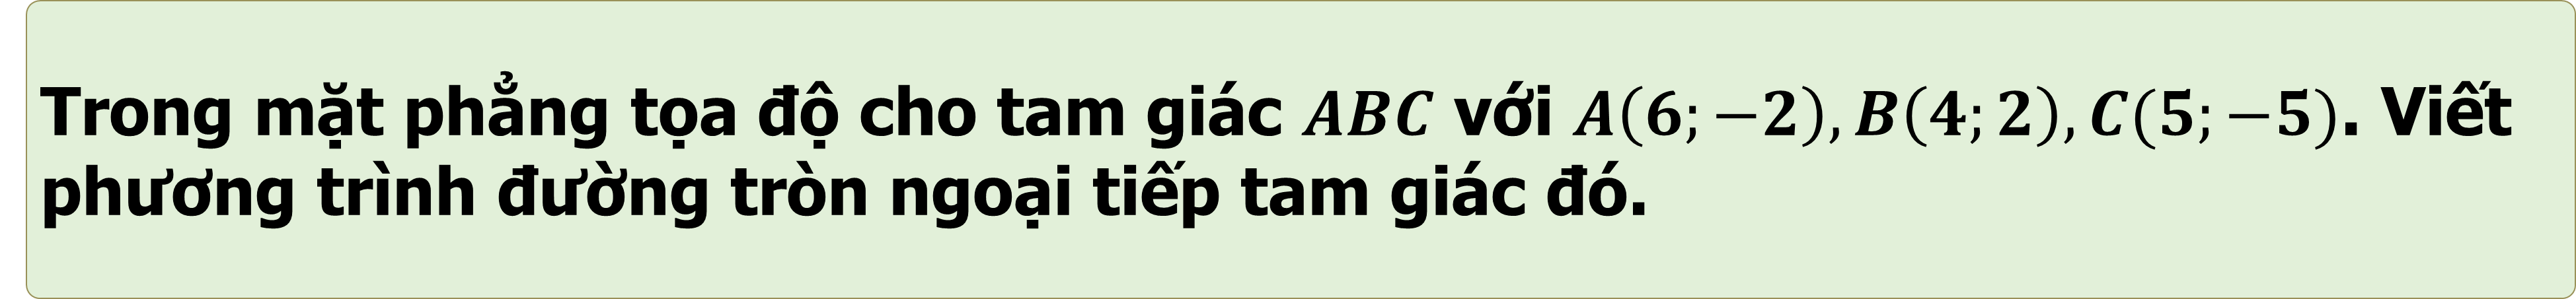 Trong mặt phẳng tọa độ cho tam giác 𝑨𝑩𝑪 với 𝑨(𝟔; −𝟐), 𝑩(𝟒; 𝟐), 𝑪(𝟓; −𝟓). Viết
phương trình đường tròn ngoại tiếp tam giác đó.